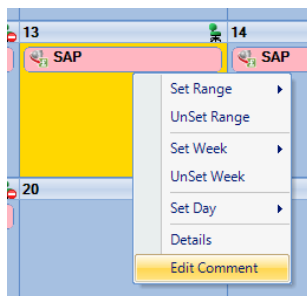 13 14
SAP SAP
Set Range
UnSet Range
Set Week
UnSet Week
20
Set Day
Details
Edit Comment